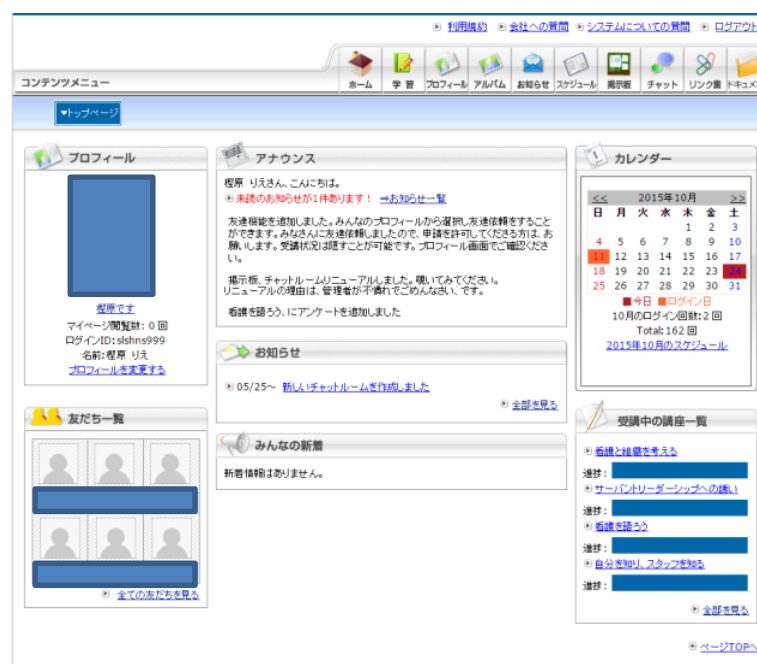 利用規約 会社への質問 システムについての質問 ログアウト
コンテンツメニュー
ホーム 学習 プロフィール アルバム お知らせ スケジュール 掲示板 チャット リンク集 ドキュメ
▼トップページ
プロフィール
樫原です
マイページ閲覧数: 0 回
ログインID:slshns999
名前:樫原 りえ
プロフィールを変更する
友だち一覧
全ての友だちを見る
アナウンス
樫原 りえさん、こんにちは。
未読のお知らせが1件あります! ⇒お知らせ一覧
友達機能を追加しました。みんなのプロフィールから選択し友達依頼をすること
ができます。みなさんに友達依頼しましたので、申請を許可してくださる方は、お
願いします。受講状況は隠すことが可能です。プロフィール画面でご確認くださ
い。
掲示板、チャットルームリニューアルしました。覗いてみてください。
リニューアルの理由は、管理者が不慣れでごめんなさい、です。
看護を語ろう、にアンケートを追加しました
お知らせ
05/25～ 新しいチャットルームを作成しました
全部を見る
みんなの新着
新着情報はありません。
カレンダー
<< 2015年10月 >>
日 月 火 水 木 金 土
1 2 3
4 5 6 7 8 9 10
11 12 13 14 15 16 17
18 19 20 21 22 23 24
25 26 27 28 29 30 31
■今日 ■ログイン日
10月のログイン回数:2 回
Total:162 回
2015年10月のスケジュール
受講中の講座一覧
看護と組織を考える
進捗:
サーバントリーダーシップへの誘い
進捗:
看護を語ろう
進捗:
自分を知り、スタッフを知る
進捗:
全部を見る
ページTOPへ